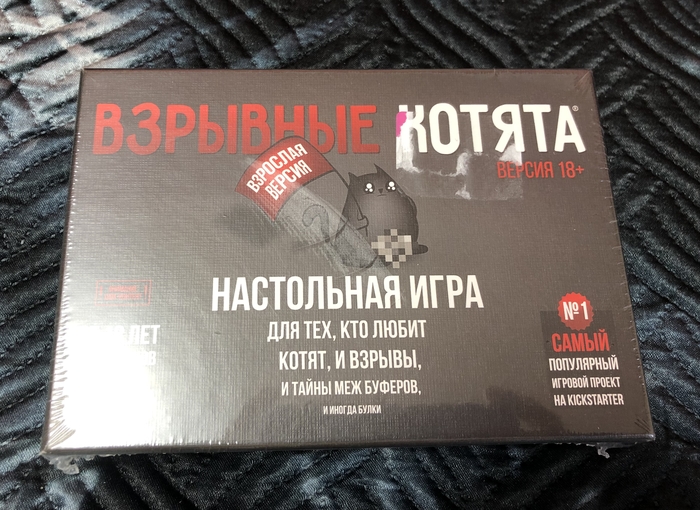 ВЗРЫВНЫЕ КОТЯТА®
ВЕРСИЯ 18+
ВЗРОСЛАЯ
ВЕРСИЯ
НАСТОЛЬНАЯ ИГРА
ДЛЯ ТЕХ, КТО ЛЮБИТ
КОТЯТ, И ВЗРЫВЫ,
И ТАЙНЫ МЕЖ БУФЕРОВ,
И ИНОГДА БУЛКИ
ЛЕТ
№1
САМЫЙ
ПОПУЛЯРНЫЙ
ИГРОВОЙ ПРОЕКТ
НА KICKSTARTER